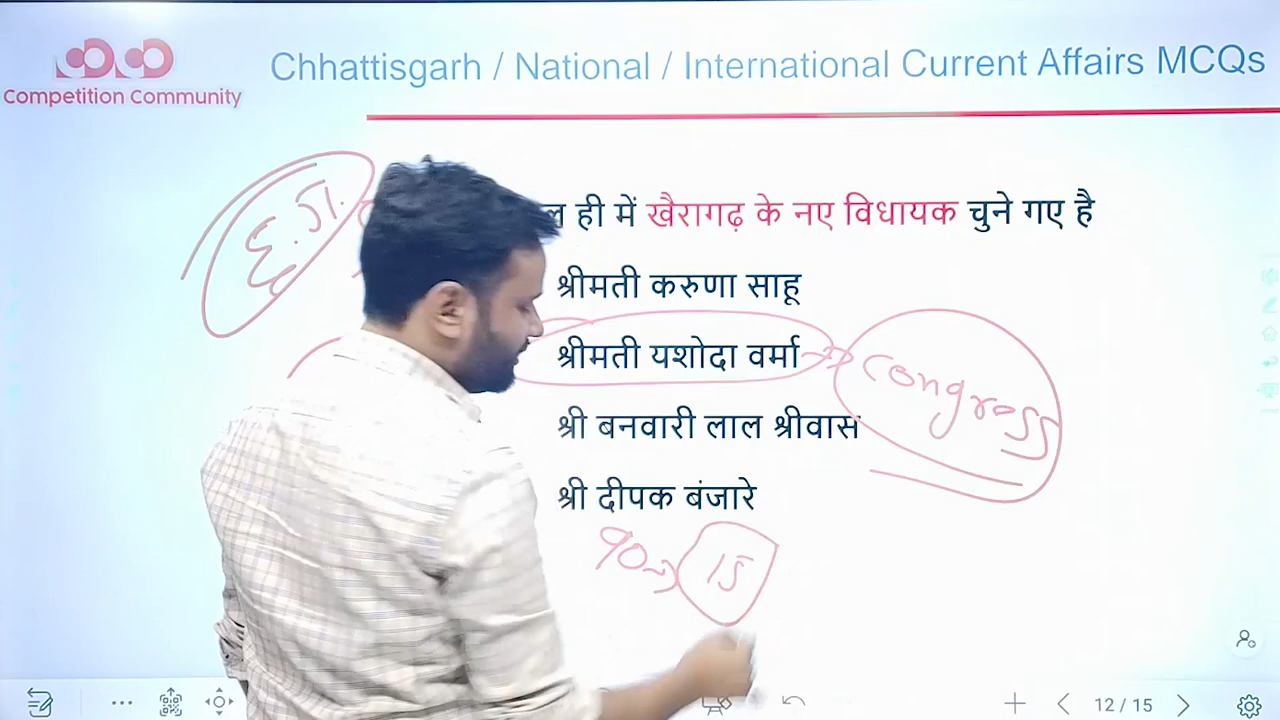 Chhattisgarh / National / International Current Affairs MCQs
Competition Community
ही में खैरागढ़ के नए विधायक चुने गए है
श्रीमती करुणा साहू
श्रीमती यशोदा वर्मा
Congress
श्री बनवारी लाल श्रीवास
श्री दीपक बंजारे
90 → 15
12 / 15